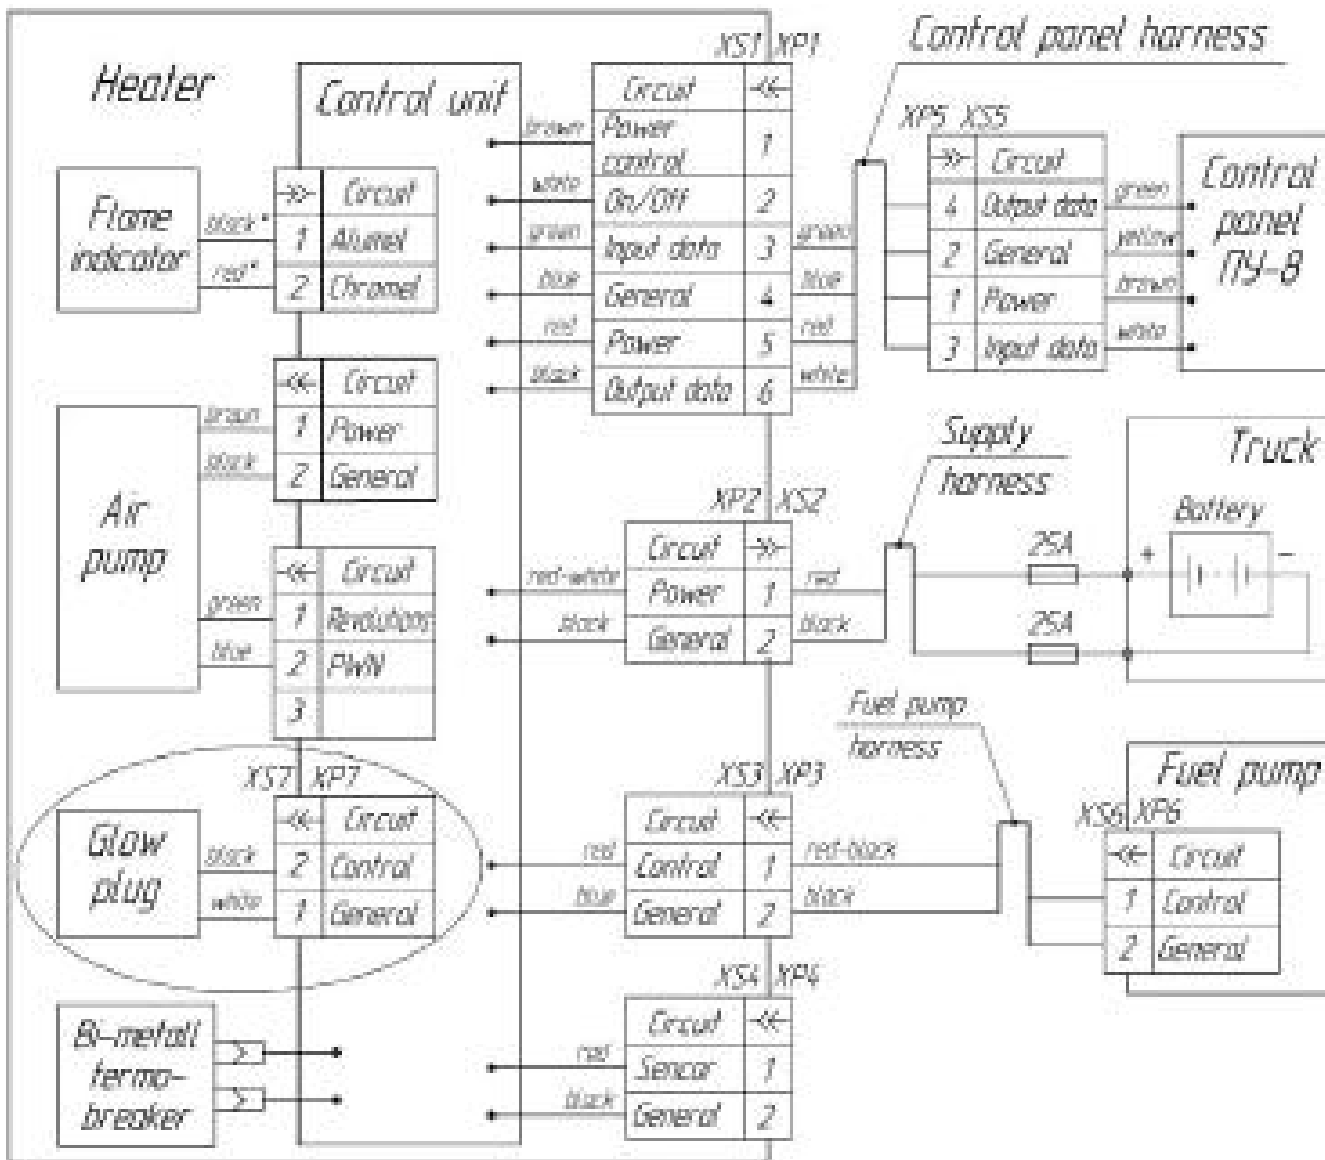 Heater
Control unit
Flame
indicator
black*
red*
Circuit
1 Alumel
2 Chromel
Air
pump
brown
black
Circuit
1 Power
2 General
green
blue
Circuit
1 Revolutions
2 PWN
3
XS7 XP7
Glow
plug
black
white
Circuit
2 Control
1 General
Bi-metall
termo-
breaker
XS1 XP1
Circuit
brown Power
control 1
white On/Off 2
green Input data 3 green
blue General 4 blue
red Power 5 red
black Output data 6 white
Control panel harness
XP5 XS5
Circuit
4 Output data green
2 General yellow
1 Power brown
3 Input data white
Control
panel
ПУ-8
XP2 XS2
Circuit
red-white Power 1 red
black General 2 black
Supply
harness
25A
25A
Truck
Battery
+ -
XS3 XP3
Circuit
red Control 1 red-black
blue General 2 black
Fuel pump
harness
Fuel pump
XS6 XP6
Circuit
1 Control
2 General
XS4 XP4
Circuit
red Sencor 1
black General 2